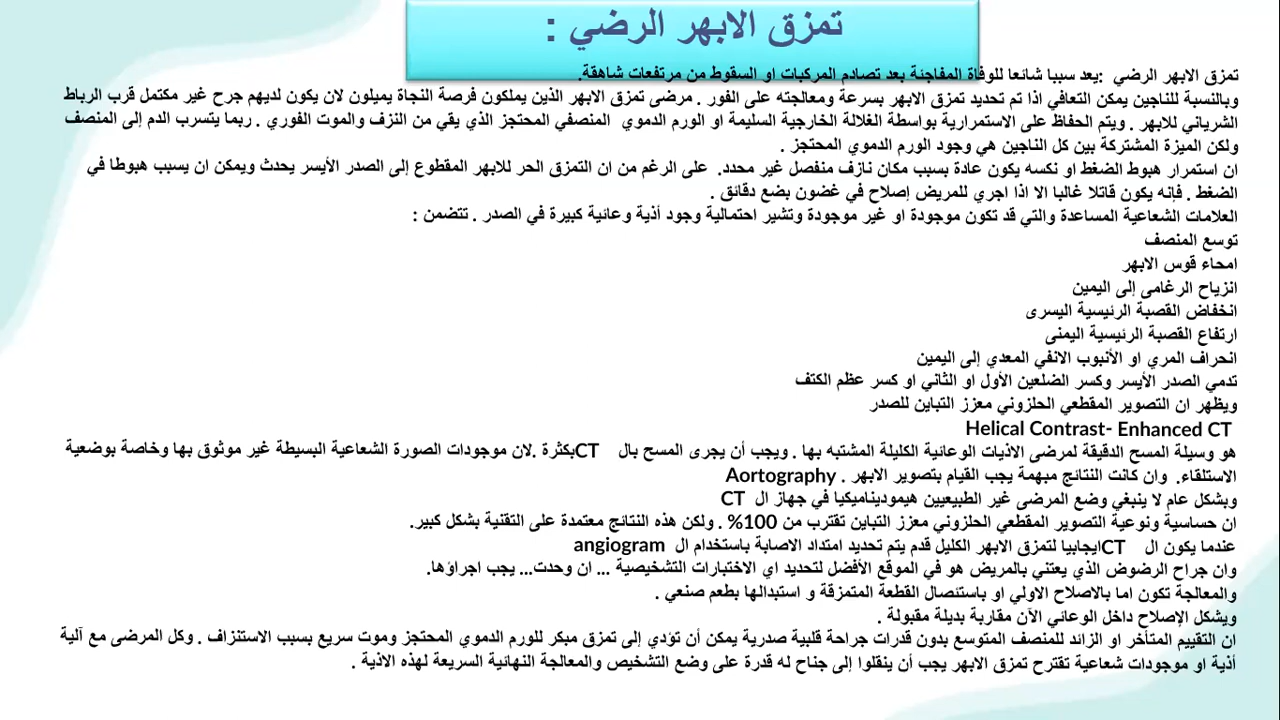 تمزق الابهر الرضي :
تمزق الابهر الرضي :يعد سببا شائعا للوفاة المفاجئة بعد تصادم المركبات او السقوط من مرتفعات شاهقة.
وبالنسبة للناجين يمكن التعافي اذا تم تحديد تمزق الابهر بسرعة ومعالجته على الفور . مرضى تمزق الابهر الذين يملكون فرصة النجاة يميلون لان يكون لديهم جرح غير مكتمل قرب الرباط
الشرياني للابهر . ويتم الحفاظ على الاستمرارية بواسطة الغلالة الخارجية السليمة او الورم الدموي المنصفي المحتجز الذي يقي من النزف والموت الفوري . ربما يتسرب الدم إلى المنصف
ولكن الميزة المشتركة بين كل الناجين هي وجود الورم الدموي المحتجز .
ان استمرار هبوط الضغط او نكسه يكون عادة بسبب مكان نازف منفصل غير محدد. على الرغم من ان التمزق الحر للابهر المقطوع إلى الصدر الأيسر يحدث ويمكن ان يسبب هبوطا في
الضغط . فإنه يكون قاتلا غالبا الا اذا اجري للمريض إصلاح في غضون بضع دقائق .
العلامات الشعاعية المساعدة والتي قد تكون موجودة او غير موجودة وتشير احتمالية وجود أذية وعائية كبيرة في الصدر . تتضمن :
توسع المنصف
امحاء قوس الابهر
انزياح الرغامى إلى اليمين
انخفاض القصبة الرئيسية اليسرى
ارتفاع القصبة الرئيسية اليمنى
انحراف المري او الأنبوب الانفي المعدي إلى اليمين
تدمي الصدر الأيسر وكسر الضلعين الأول او الثاني او كسر عظم الكتف
ويظهر ان التصوير المقطعي الحلزوني معزز التباين للصدر
Helical Contrast- Enhanced CT
هو وسيلة المسح الدقيقة لمرضى الاذيات الوعائية الكليلة المشتبه بها . ويجب أن يجرى المسح بال CTبكثرة .لان موجودات الصورة الشعاعية البسيطة غير موثوق بها وخاصة بوضعية
الاستلقاء. وان كانت النتائج مبهمة يجب القيام بتصوير الابهر . Aortography
وبشكل عام لا ينبغي وضع المرضى غير الطبيعيين هيموديناميكيا في جهاز ال CT
ان حساسية ونوعية التصوير المقطعي الحلزوني معزز التباين تقترب من 100% . ولكن هذه النتائج معتمدة على التقنية بشكل كبير.
عندما يكون ال CTايجابيا لتمزق الابهر الكليل قدم يتم تحديد امتداد الاصابة باستخدام ال angiogram
وان جراح الرضوض الذي يعتني بالمريض هو في الموقع الأفضل لتحديد اي الاختبارات التشخيصية ... ان وحدت... يجب اجراؤها.
والمعالجة تكون اما بالاصلاح الاولي او باستئصال القطعة المتمزقة و استبدالها بطعم صنعي .
ويشكل الإصلاح داخل الوعائي الآن مقاربة بديلة مقبولة .
ان التقييم المتأخر او الزائد للمنصف المتوسع بدون قدرات جراحة قلبية صدرية يمكن أن تؤدي إلى تمزق مبكر للورم الدموي المحتجز وموت سريع بسبب الاستنزاف . وكل المرضى مع آلية
أذية او موجودات شعاعية تقترح تمزق الابهر يجب أن ينقلوا إلى جناح له قدرة على وضع التشخيص والمعالجة النهائية السريعة لهذه الاذية .